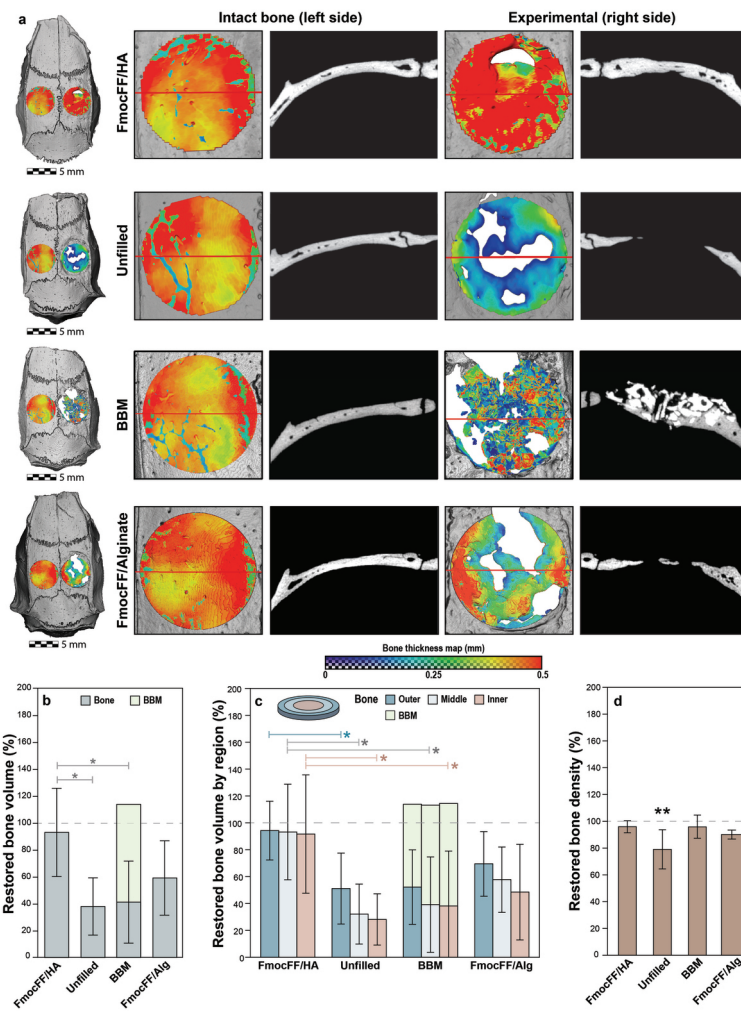 a
Intact bone (left side)
Experimental (right side)
FmocFF/HA
5 mm
Unfilled
5 mm
BBM
5 mm
FmocFF/Alginate
5 mm
Bone thickness map (mm)
0
0.25
0.5
b
Bone
BBM
Restored bone volume (%)
200
180
160
140
120
100
80
60
40
20
0
*
*
FmocFF/HA
Unfilled
BBM
FmocFF/Alg
c
Bone
Outer
Middle
Inner
BBM
Restored bone volume by region (%)
200
180
160
140
120
100
80
60
40
20
0
*
*
*
*
*
FmocFF/HA
Unfilled
BBM
FmocFF/Alg
d
Restored bone density (%)
200
180
160
140
120
100
80
60
40
20
0
**
FmocFF/HA
Unfilled
BBM
FmocFF/Alg